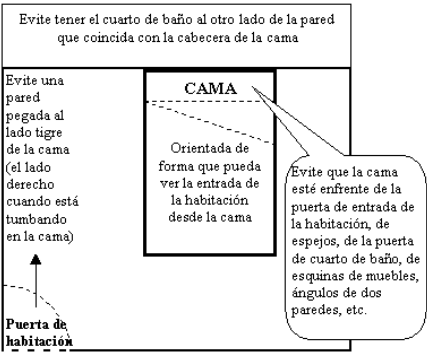 Evite tener el cuarto de baño al otro lado de la pared
que coincida con la cabecera de la cama
Evite una
pared
pegada al
lado tigre
de la cama
(el lado
derecho
cuando está
tumbando
en la cama)
CAMA
Orientada de
forma que pueda
ver la entrada de
la habitación
desde la cama
Evite que la cama
esté enfrente de la
puerta de entrada de
la habitación, de
espejos, de la puerta
de cuarto de baño, de
esquinas de muebles,
ángulos de dos
paredes, etc.
Puerta de
habitación